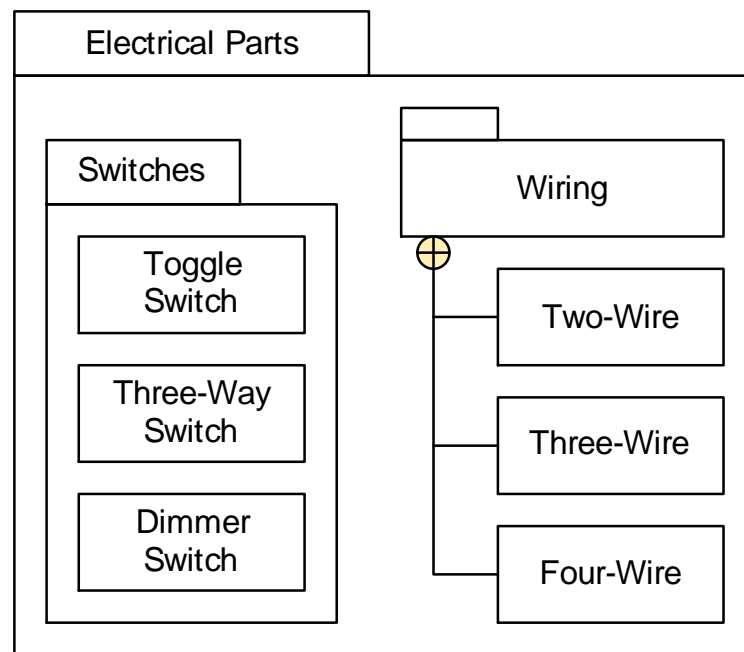 Electrical Parts
Switches
Toggle
Switch
Three-Way
Switch
Dimmer
Switch
Wiring
Two-Wire
Three-Wire
Four-Wire